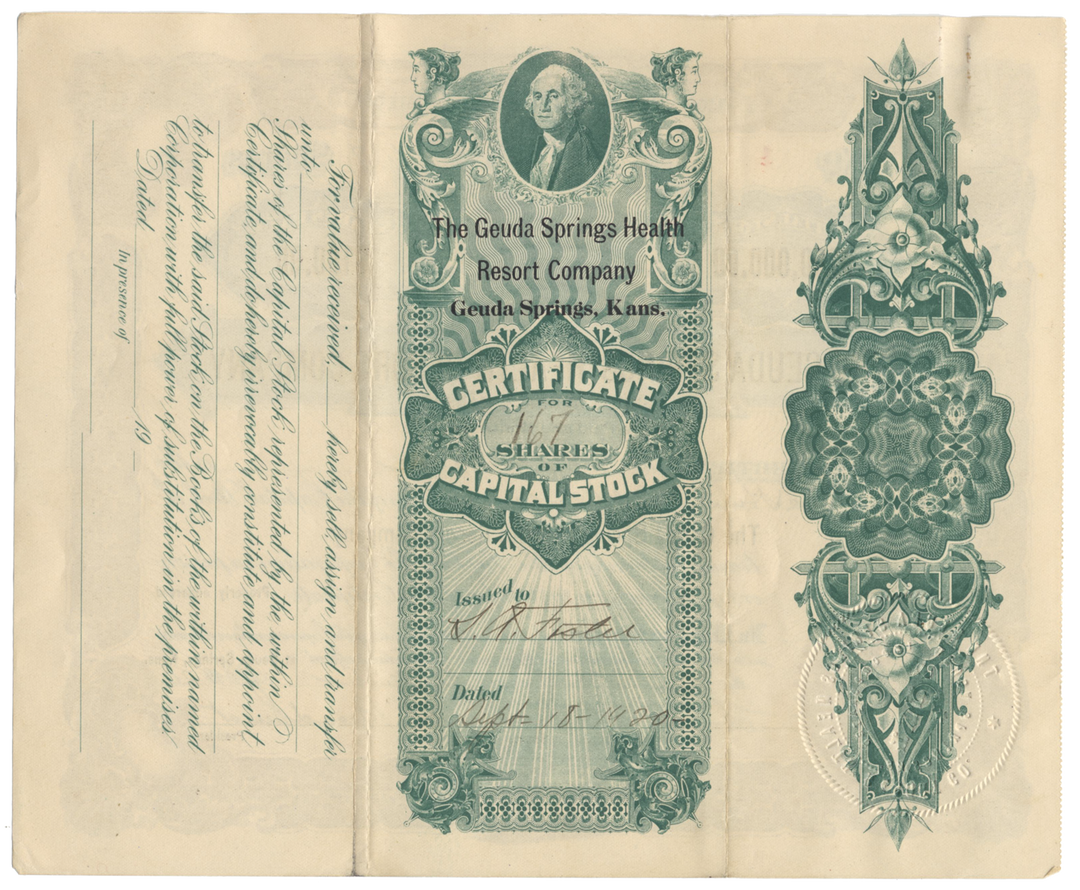 For value received, hereby sell, assign and transfer
unto
Shares of the Capital Stock represented by the within
Certificate, and do hereby irrevocably constitute and appoint
to transfer the said Stock on the Books of the within named
Corporation with full power of substitution in the premises.
Dated 19
In presence of
The Geuda Springs Health
Resort Company
Geuda Springs, Kans.
CERTIFICATE
FOR
167
SHARES
OF
CAPITAL STOCK
Issued to
Foster
Dated
Sept- 18-1920-